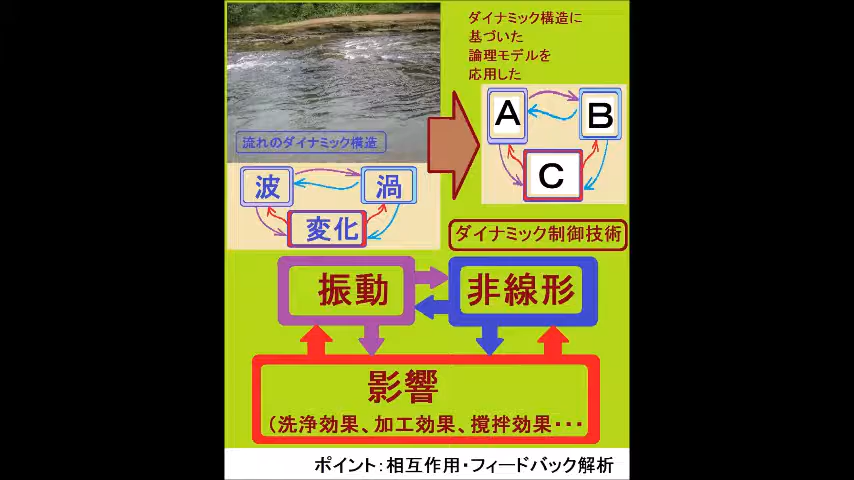 ダイナミック構造に
基づいた
論理モデルを
応用した
流れのダイナミック構造
波
渦
変化
A
B
C
ダイナミック制御技術
振動
非線形
影響
（洗浄効果、加工効果、撹拌効果・・・
ポイント：相互作用・フィードバック解析